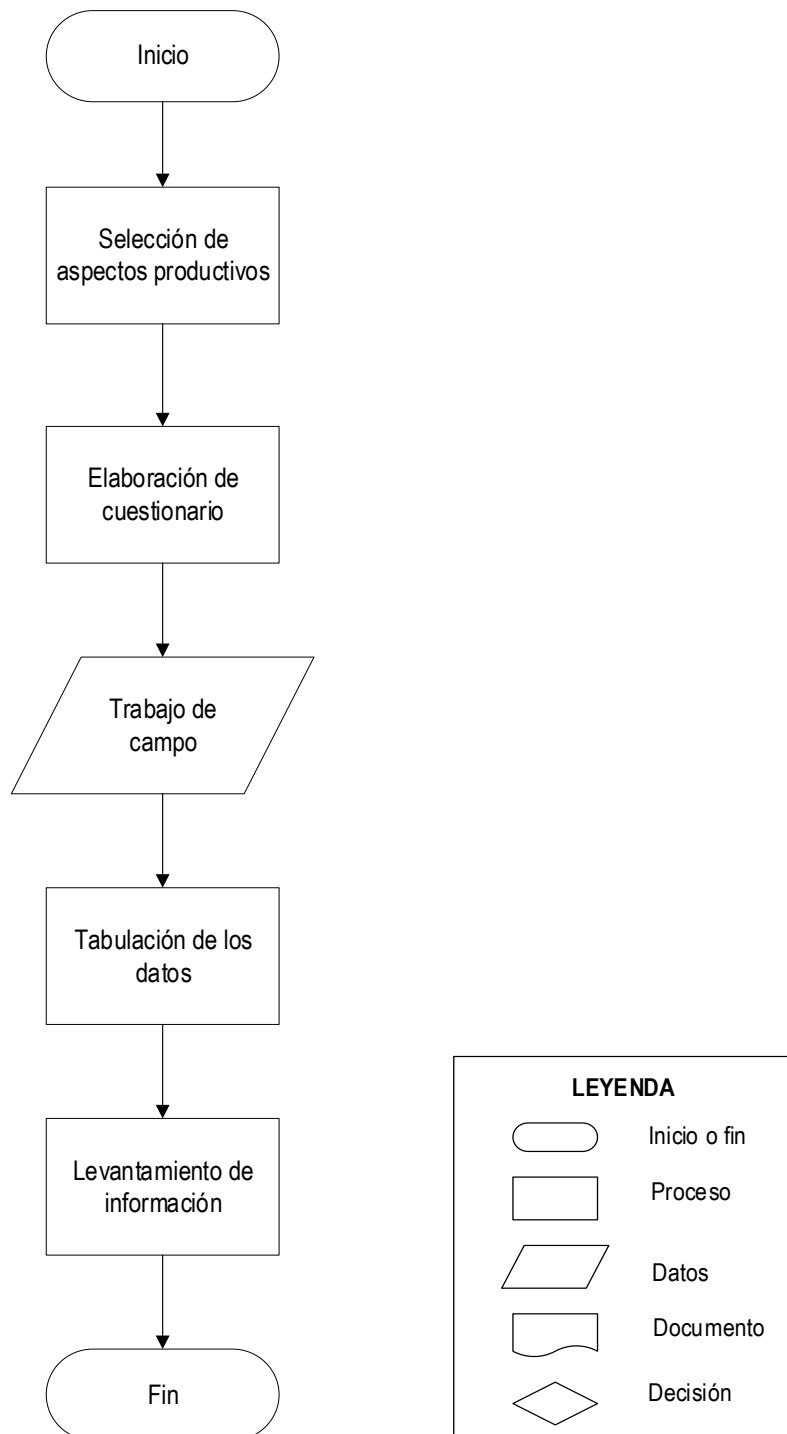 Inicio
Selección de
aspectos productivos
Elaboración de
cuestionario
Trabajo de
campo
Tabulación de los
datos
Levantamiento de
información
Fin
LEYENDA
Inicio o fin
Proceso
Datos
Documento
Decisión